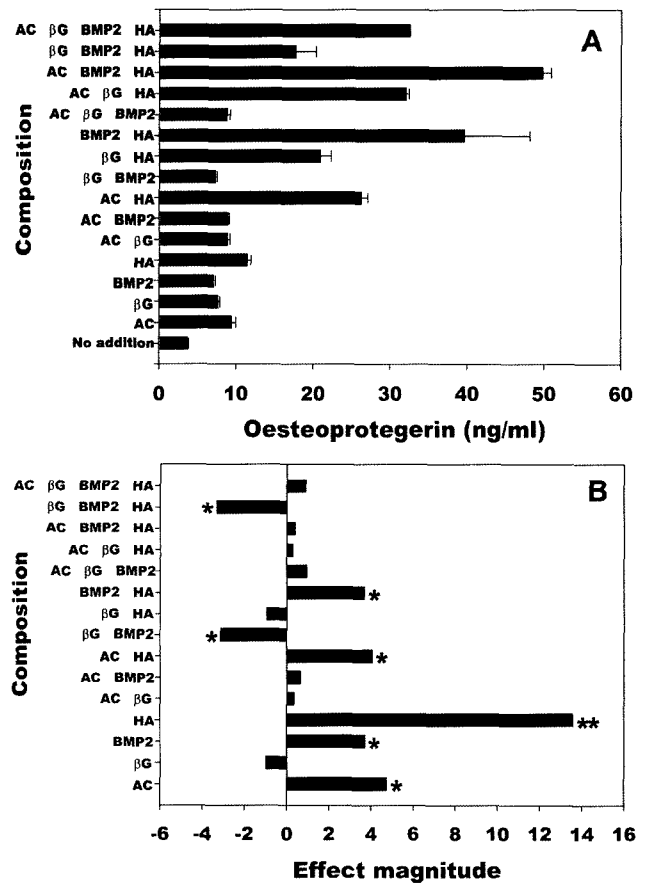 A
Composition
AC βG BMP2 HA
βG BMP2 HA
AC BMP2 HA
AC βG HA
AC βG BMP2
BMP2 HA
βG HA
βG BMP2
AC HA
AC BMP2
AC βG
HA
BMP2
βG
AC
No addition
0 10 20 30 40 50 60
Oesteoprotegerin (ng/ml)
B
Composition
AC βG BMP2 HA
βG BMP2 HA *
AC BMP2 HA
AC βG HA
AC βG BMP2
BMP2 HA *
βG HA
βG BMP2 *
AC HA *
AC BMP2
AC βG
HA **
BMP2 *
βG
AC *
-6 -4 -2 0 2 4 6 8 10 12 14 16
Effect magnitude